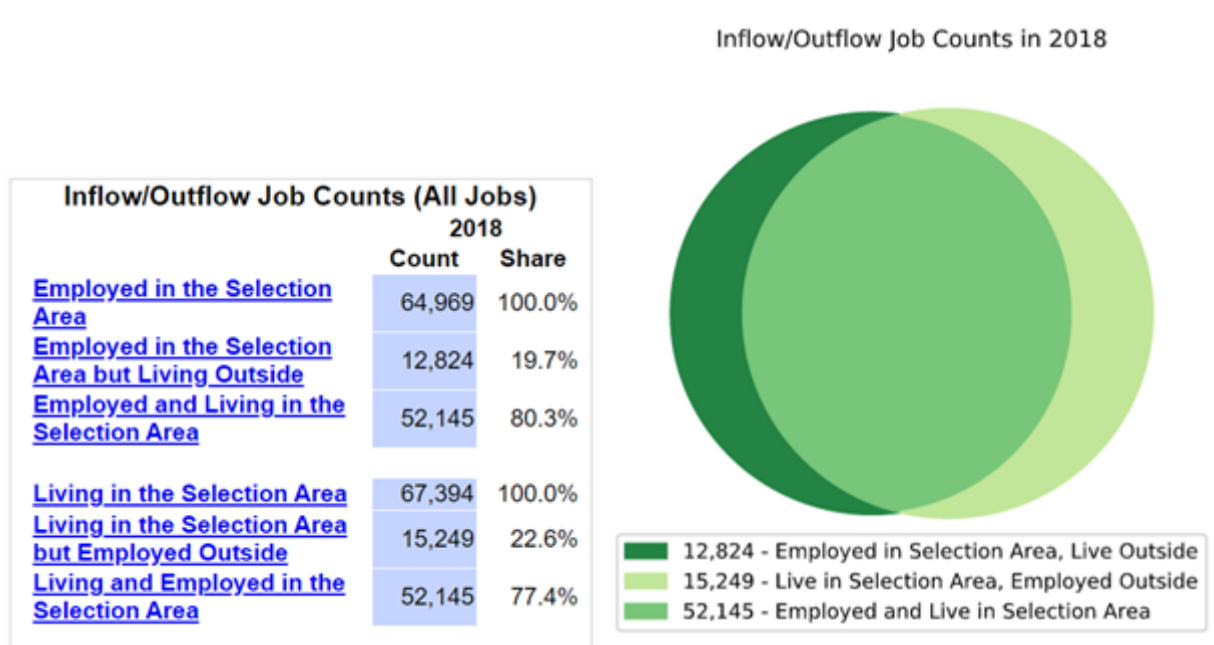 Inflow/Outflow Job Counts in 2018
Inflow/Outflow Job Counts (All Jobs)
2018
Count Share
Employed in the Selection
Area 64,969 100.0%
Employed in the Selection
Area but Living Outside 12,824 19.7%
Employed and Living in the
Selection Area 52,145 80.3%
Living in the Selection Area 67,394 100.0%
Living in the Selection Area
but Employed Outside 15,249 22.6%
Living and Employed in the
Selection Area 52,145 77.4%
12,824 - Employed in Selection Area, Live Outside
15,249 - Live in Selection Area, Employed Outside
52,145 - Employed and Live in Selection Area